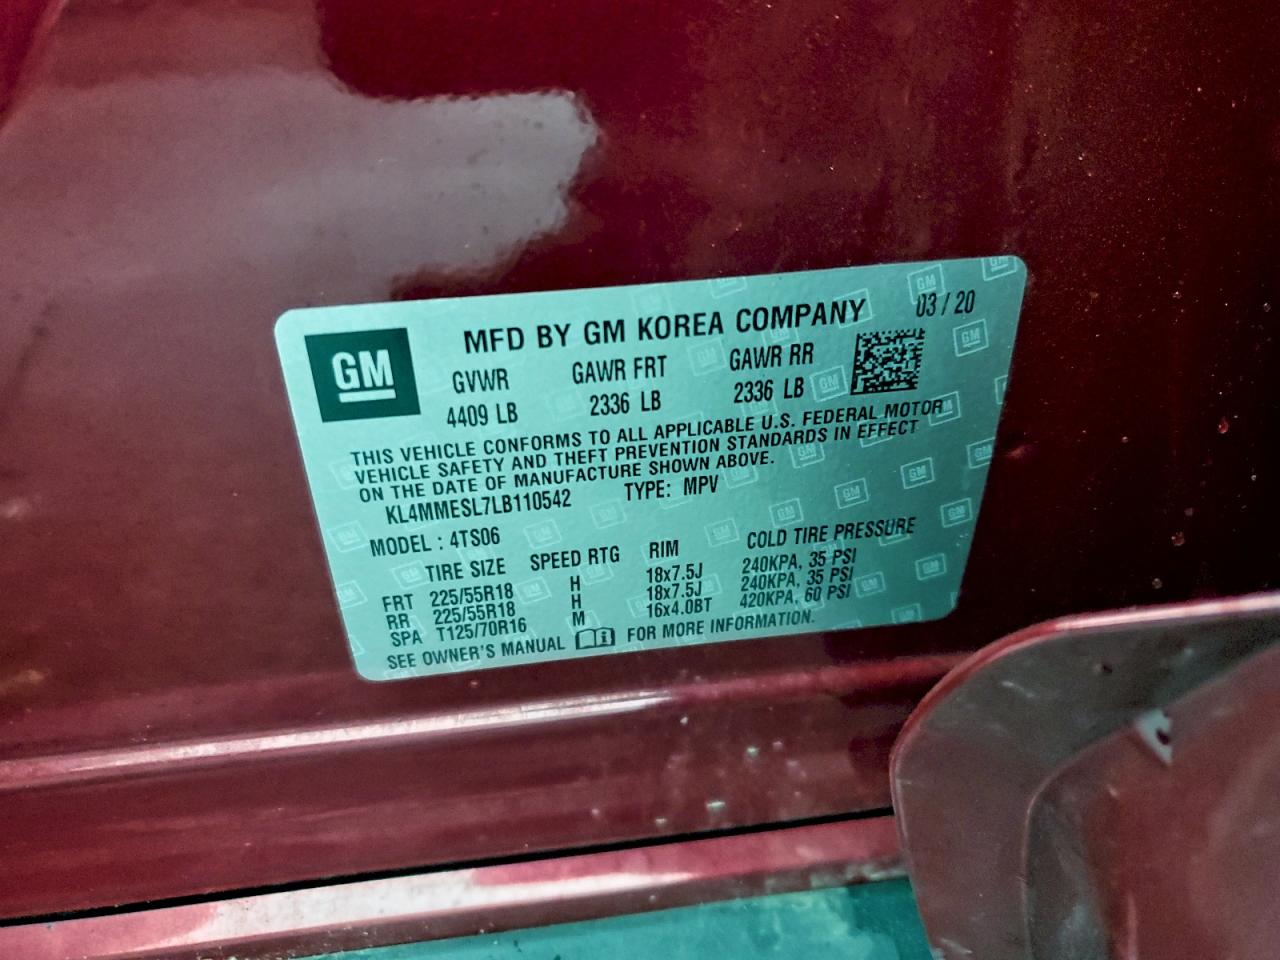 GM
MFD BY GM KOREA COMPANY 03 / 20
GVWR GAWR FRT GAWR RR
4409 LB 2336 LB 2336 LB
THIS VEHICLE CONFORMS TO ALL APPLICABLE U.S. FEDERAL MOTOR
VEHICLE SAFETY AND THEFT PREVENTION STANDARDS IN EFFECT
ON THE DATE OF MANUFACTURE SHOWN ABOVE.
KL4MMESL7LB110542 TYPE: MPV
MODEL : 4TS06
TIRE SIZE SPEED RTG RIM COLD TIRE PRESSURE
FRT 225/55R18 H 18x7.5J 240KPA, 35 PSI
RR 225/55R18 H 18x7.5J 240KPA, 35 PSI
SPA T125/70R16 M 16x4.0BT 420KPA, 60 PSI
SEE OWNER'S MANUAL FOR MORE INFORMATION.